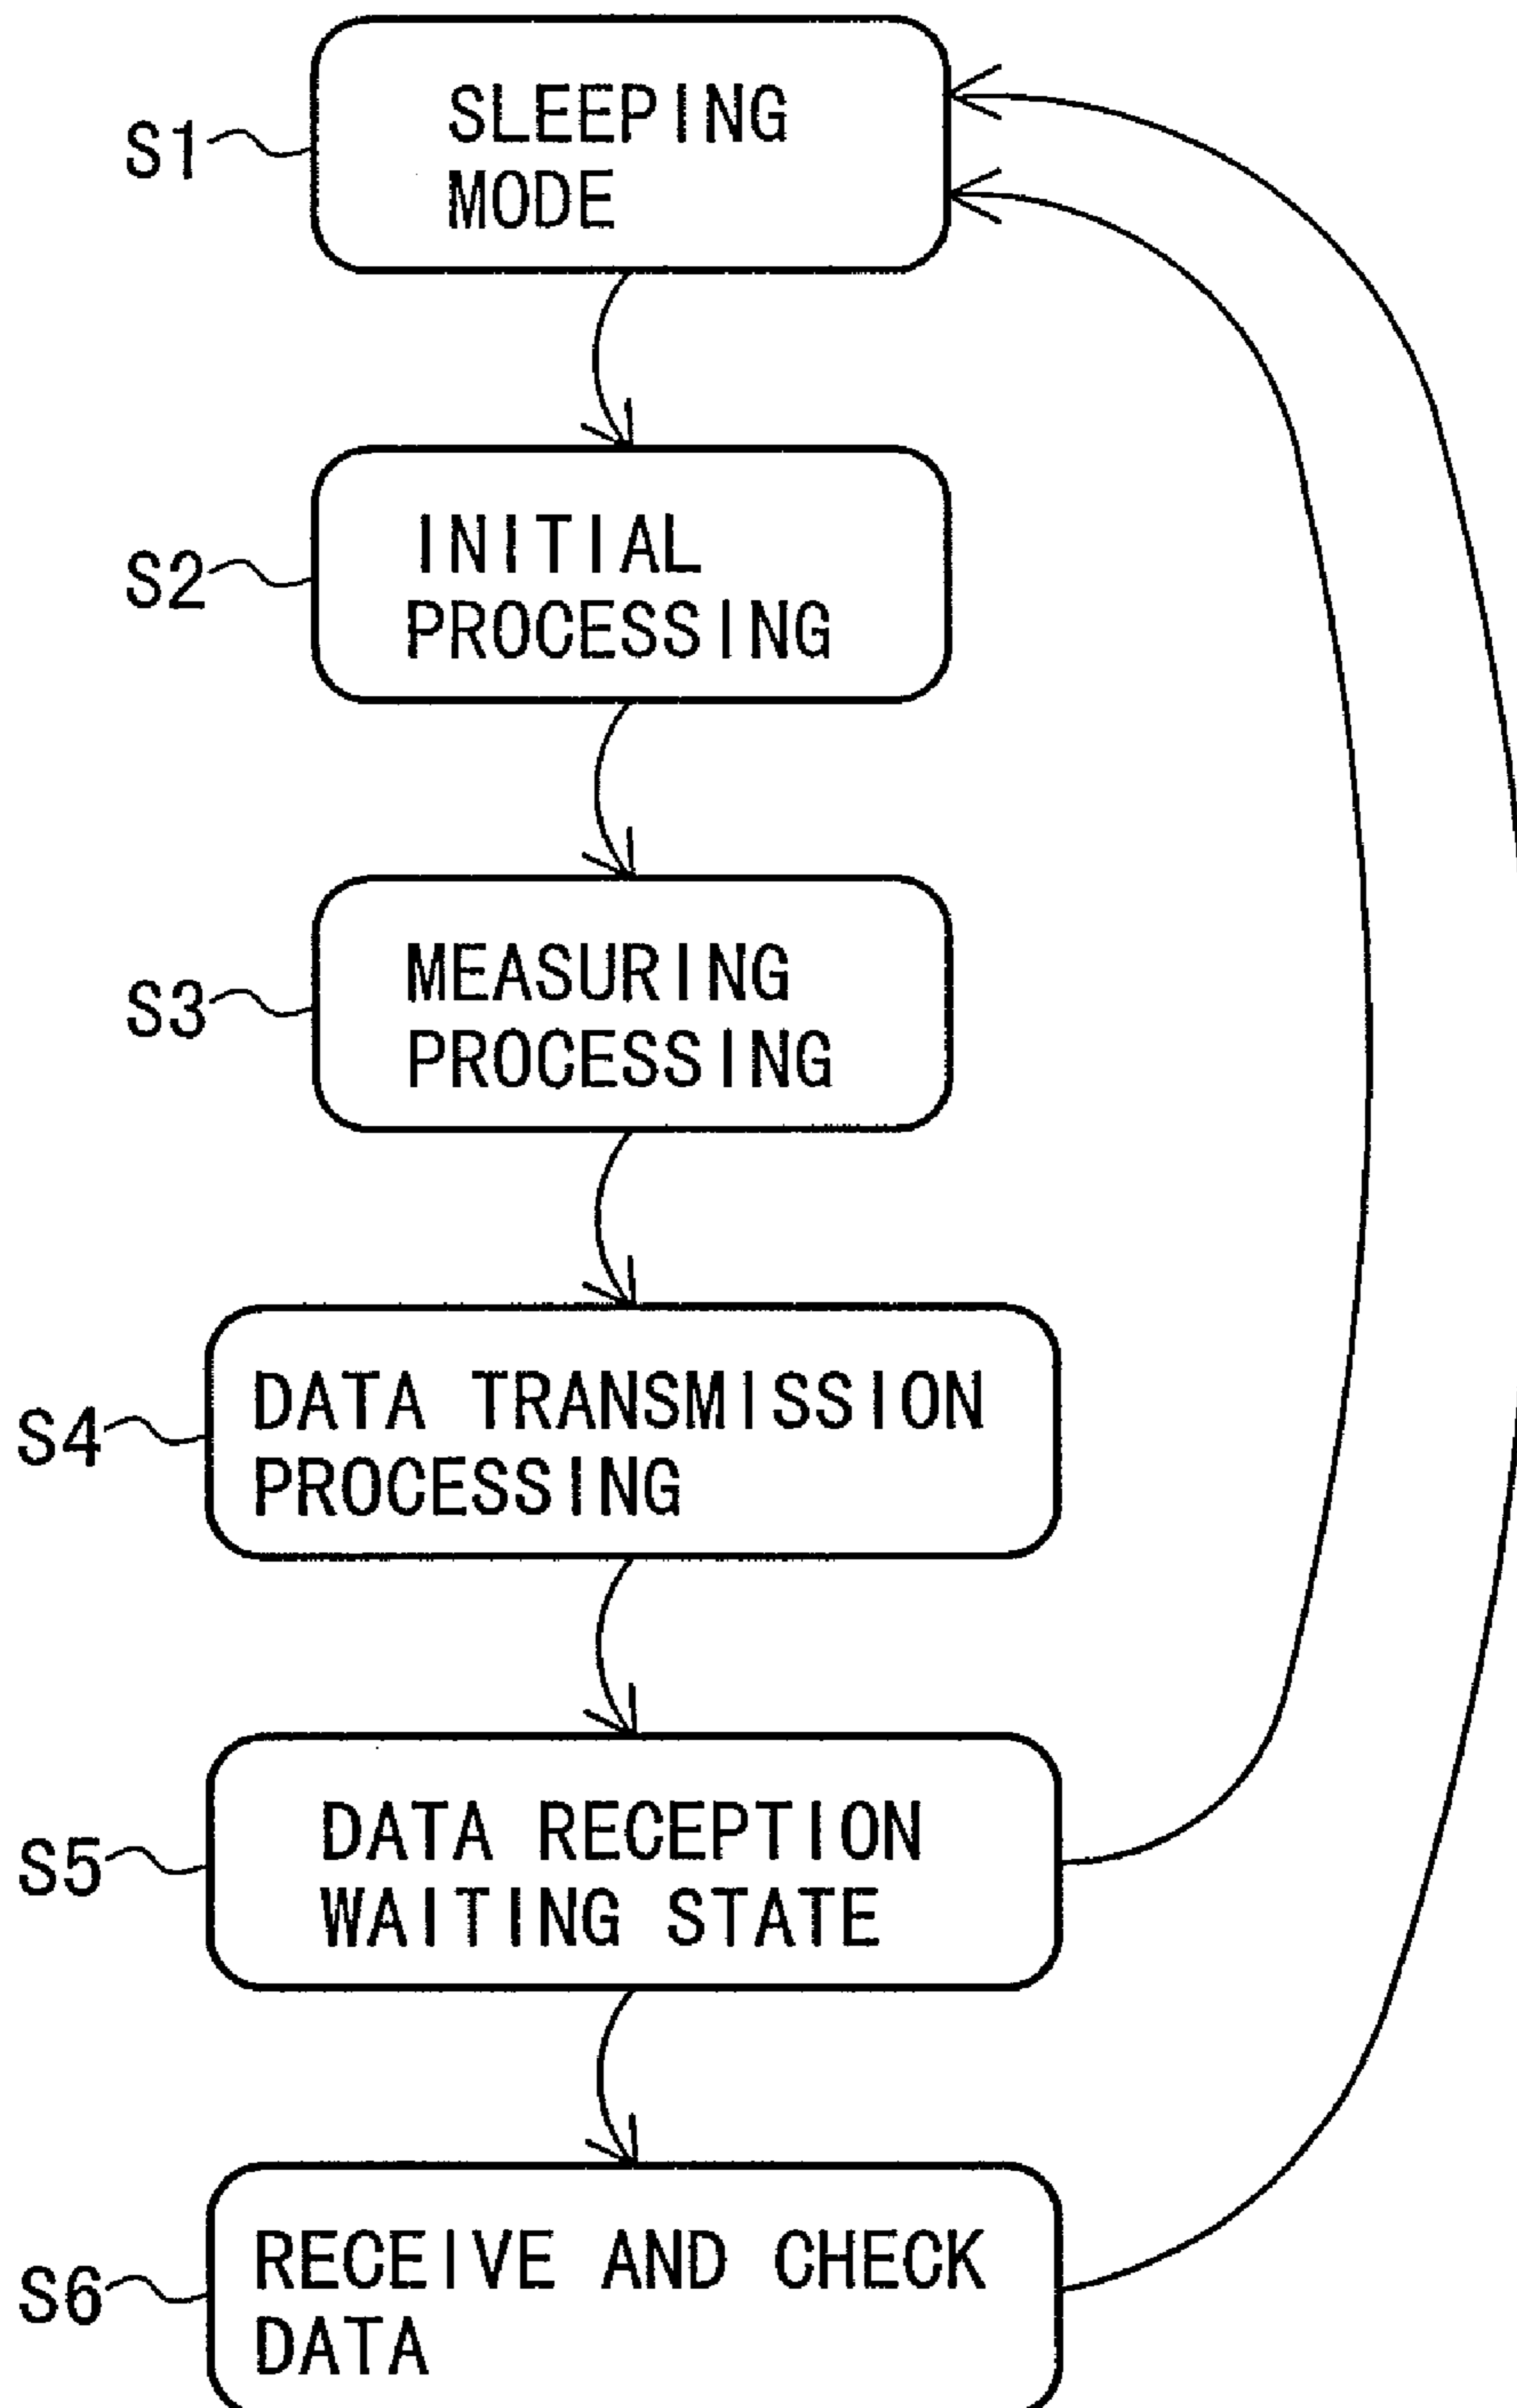 S1
SLEEPING
MODE
S2
INITIAL
PROCESSING
S3
MEASURING
PROCESSING
S4
DATA TRANSMISSION
PROCESSING
S5
DATA RECEPTION
WAITING STATE
S6
RECEIVE AND CHECK
DATA